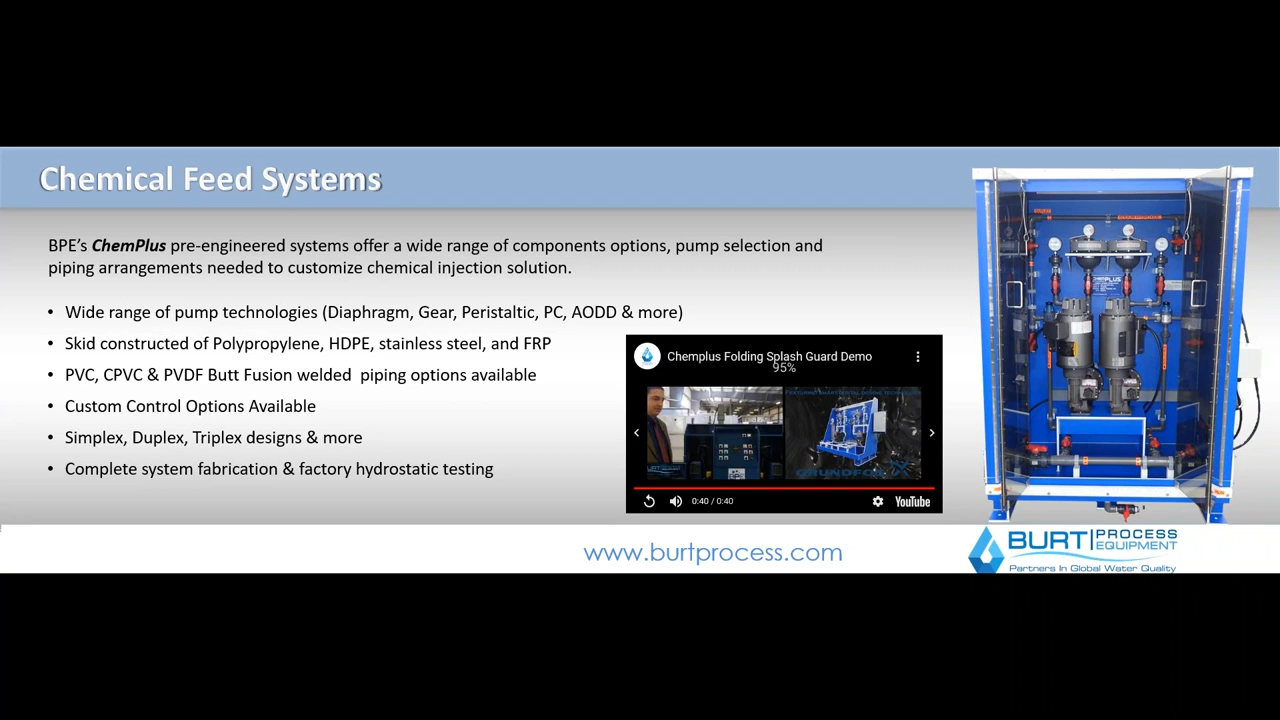 Chemical Feed Systems
BPE's ChemPlus pre-engineered systems offer a wide range of components options, pump selection and
piping arrangements needed to customize chemical injection solution.
• Wide range of pump technologies (Diaphragm, Gear, Peristaltic, PC, AODD & more)
• Skid constructed of Polypropylene, HDPE, stainless steel, and FRP
• PVC, CPVC & PVDF Butt Fusion welded piping options available
• Custom Control Options Available
• Simplex, Duplex, Triplex designs & more
• Complete system fabrication & factory hydrostatic testing
Chemplus Folding Splash Guard Demo
95%
GRUNDFOS
0:40 / 0:40
YouTube
CHEMPLUS
www.burtprocess.com
BURT PROCESS
EQUIPMENT
Partners In Global Water Quality